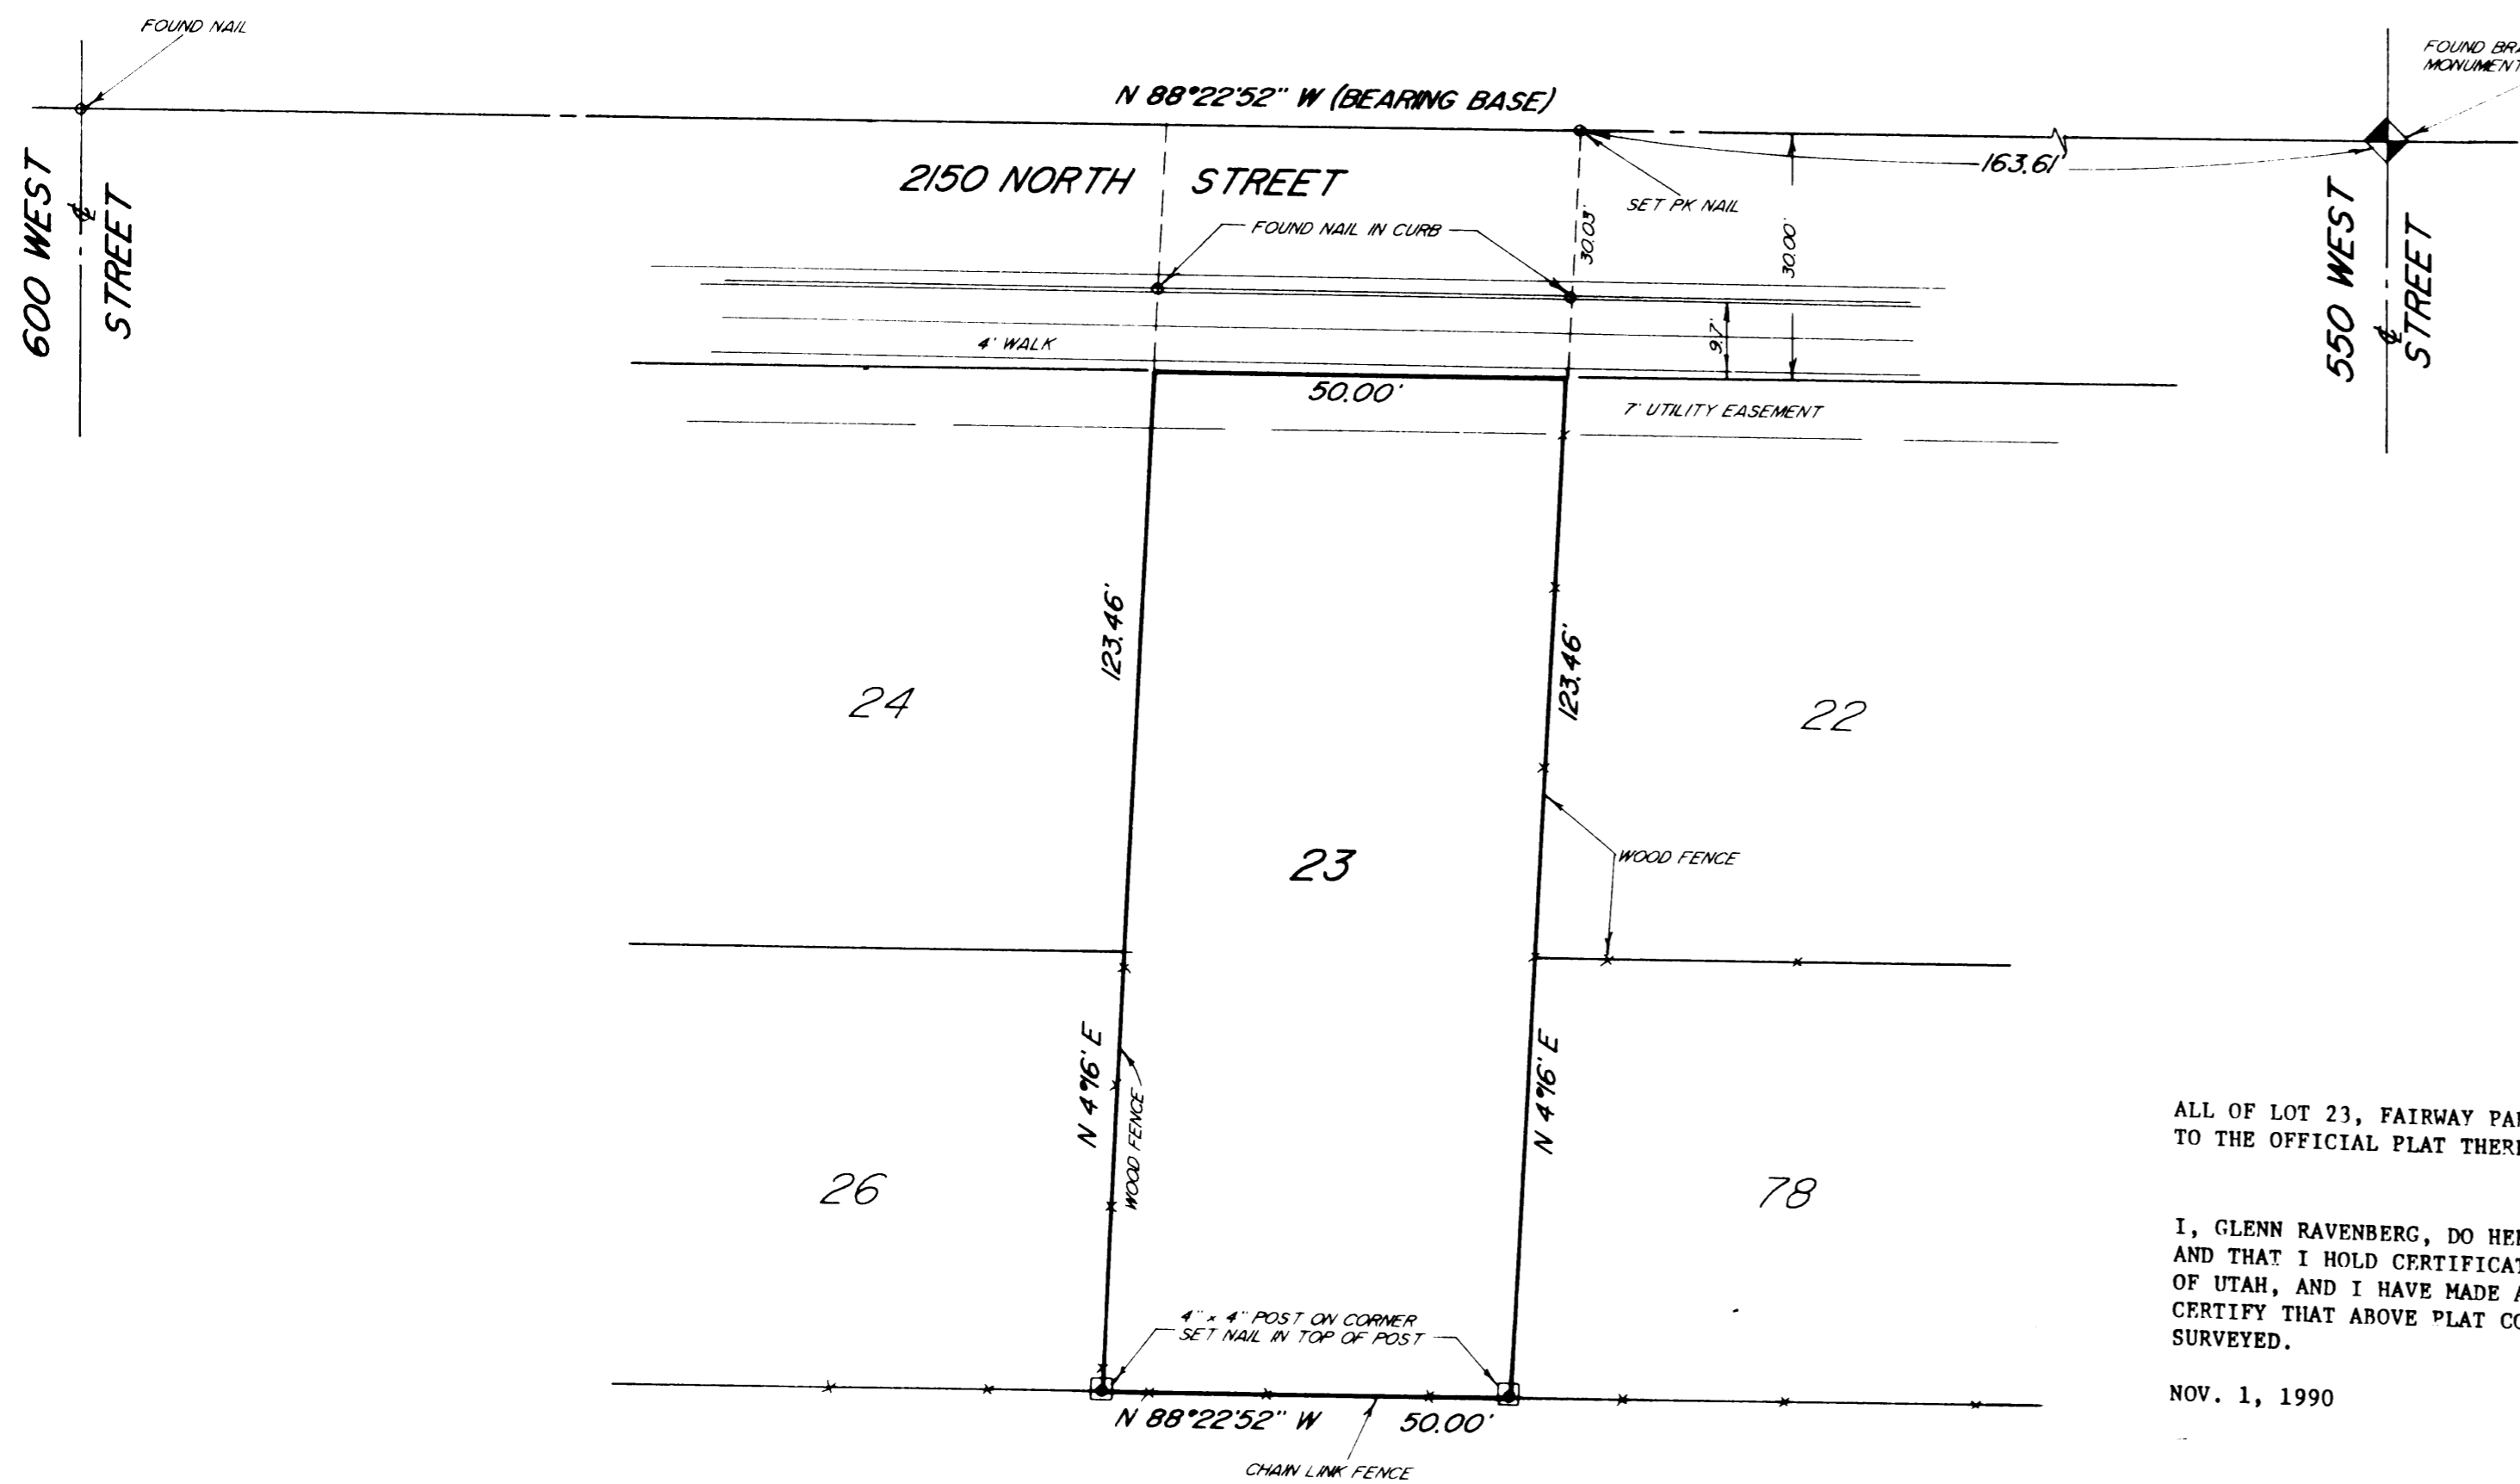 FOUND NAIL
FOUND BRA
MONUMENT
N 88°22'52" W (BEARING BASE)
163.61'
2150 NORTH STREET
SET PK NAIL
600 WEST
STREET
550 WEST
STREET
FOUND NAIL IN CURB
30.03'
30.00'
9.7'
4' WALK
50.00'
7' UTILITY EASEMENT
123.46'
123.46'
24
22
23
WOOD FENCE
N 4°16' E
N 4°16' E
WOOD FENCE
26
78
4" x 4" POST ON CORNER
SET NAIL IN TOP OF POST
N 88°22'52" W 50.00'
CHAIN LINK FENCE
ALL OF LOT 23, FAIRWAY PA
TO THE OFFICIAL PLAT THER
I, GLENN RAVENBERG, DO HE
AND THAT I HOLD CERTIFICAT
OF UTAH, AND I HAVE MADE A
CERTIFY THAT ABOVE PLAT CO
SURVEYED.
NOV. 1, 1990